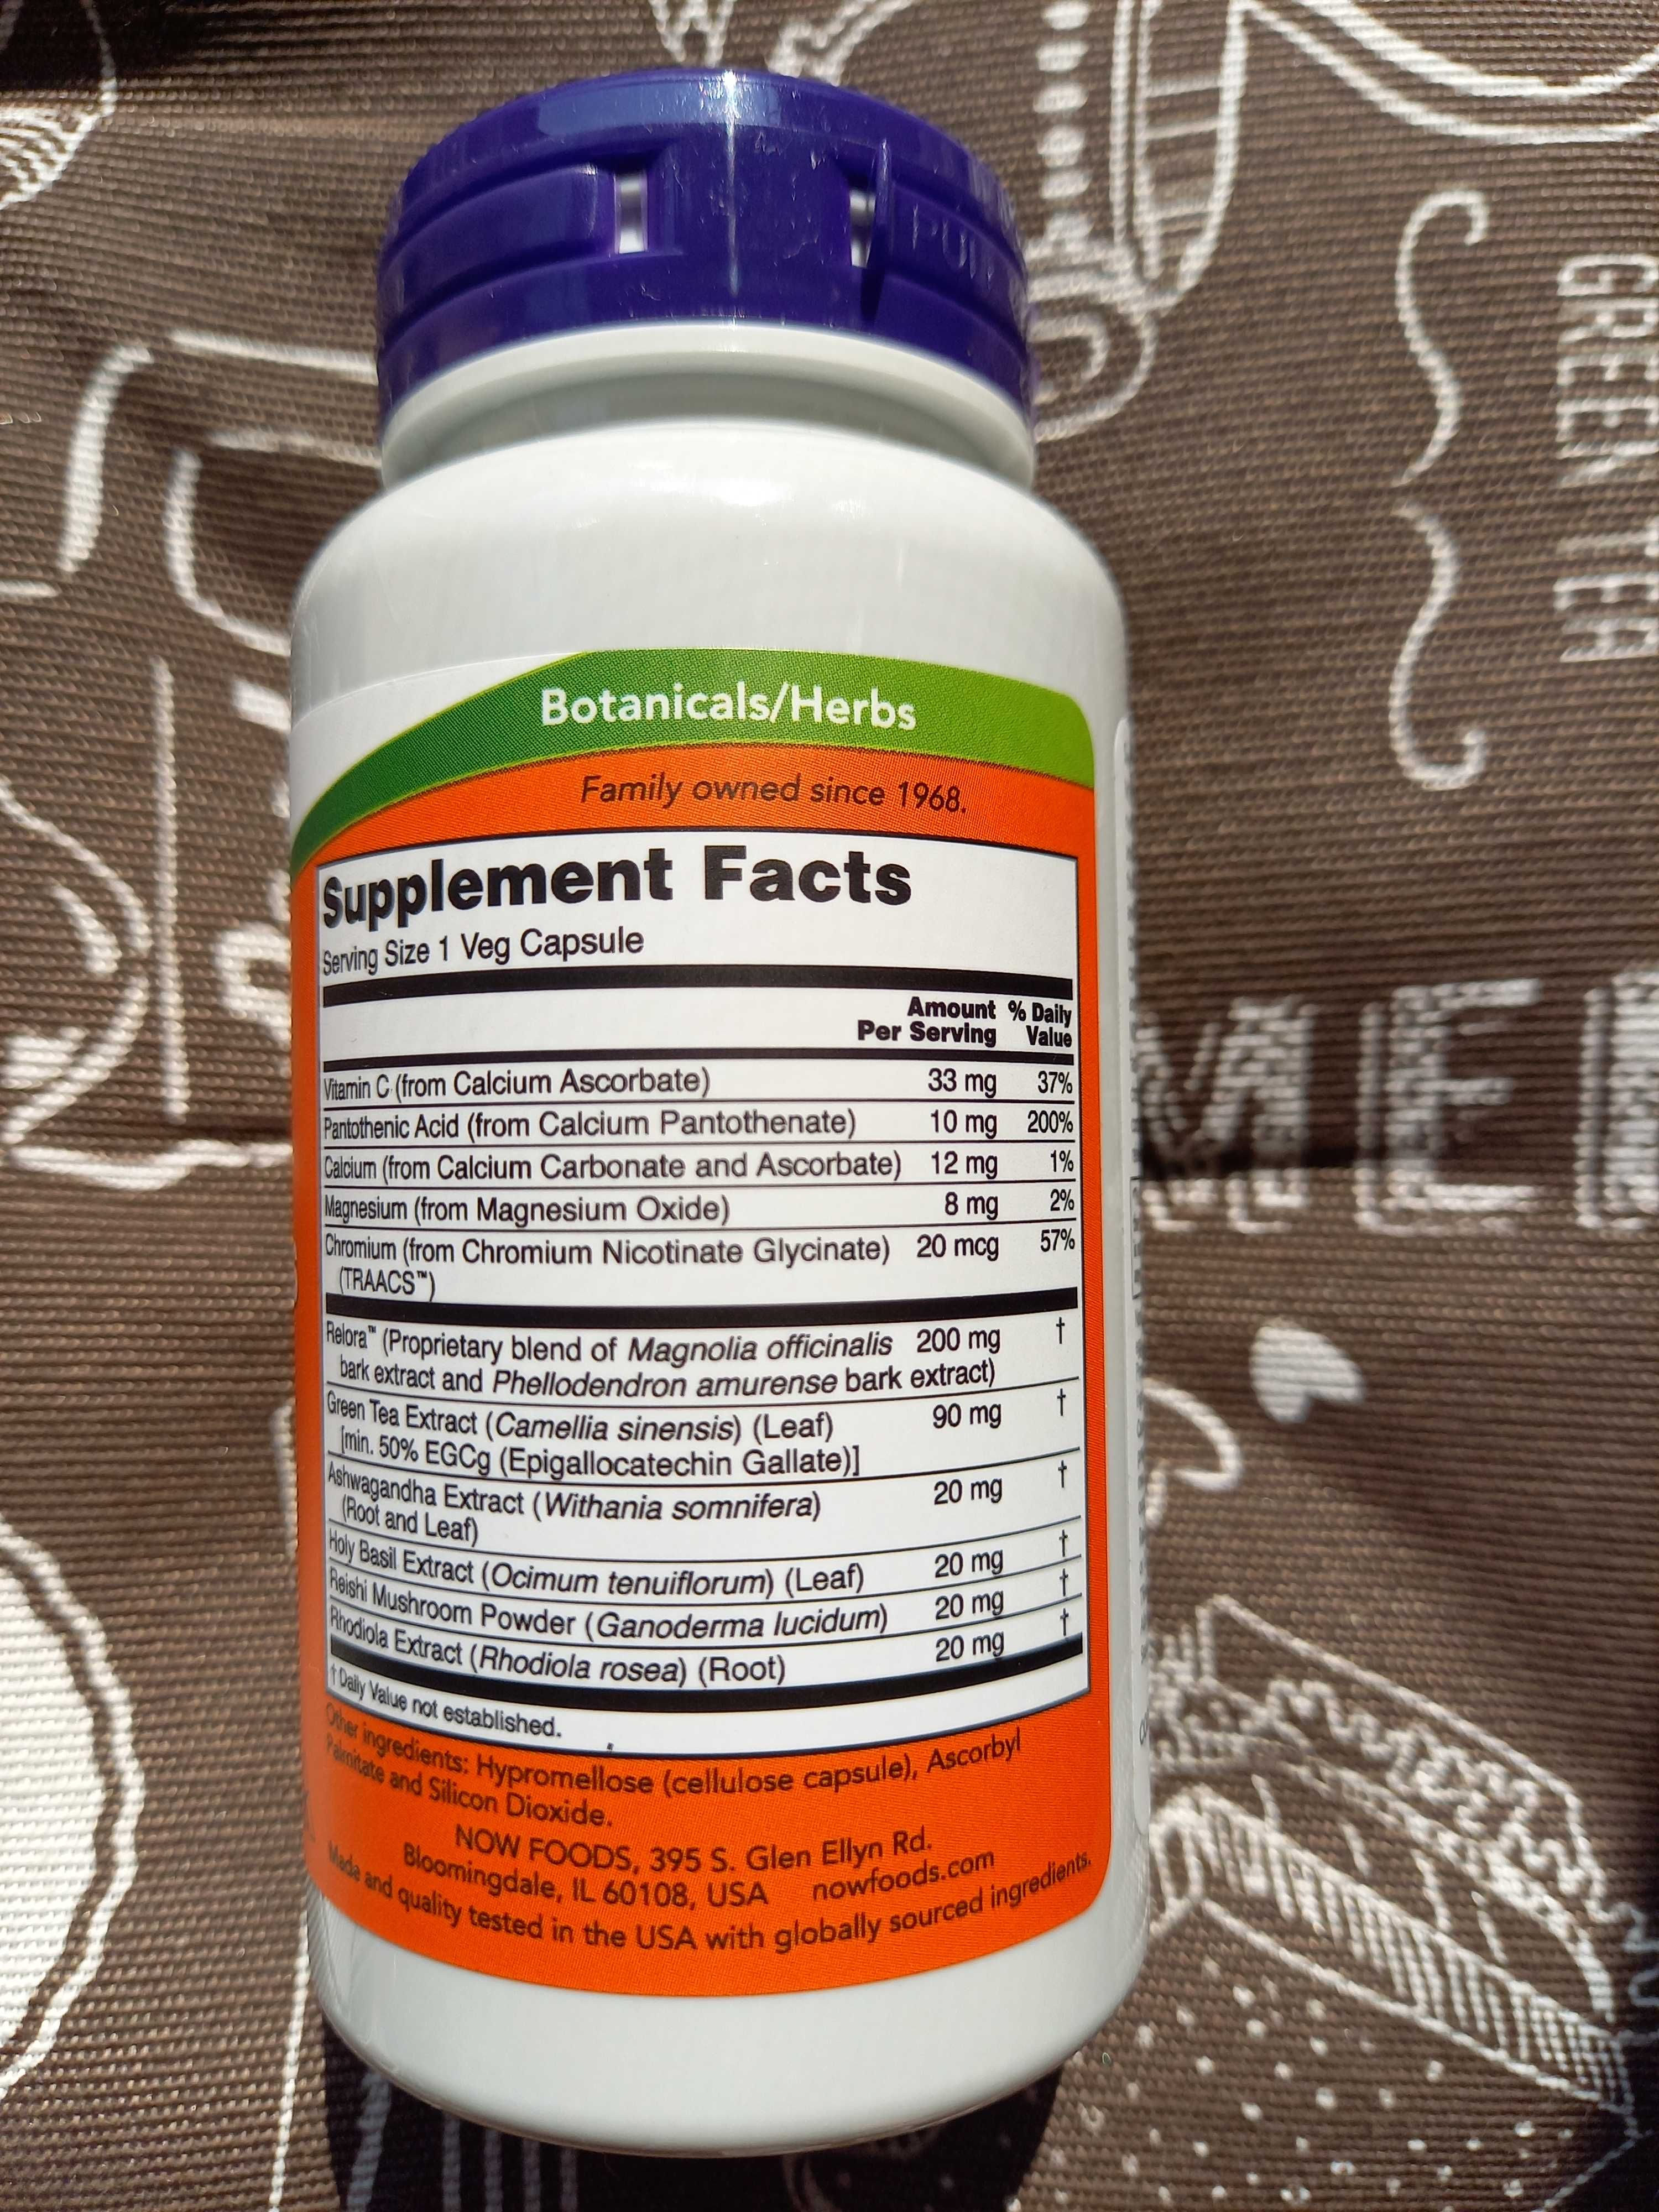 Botanicals/Herbs
Family owned since 1968.
Supplement Facts
Serving Size 1 Veg Capsule
Amount Per Serving % Daily Value
Vitamin C (from Calcium Ascorbate) 33 mg 37%
Pantothenic Acid (from Calcium Pantothenate) 10 mg 200%
Calcium (from Calcium Carbonate and Ascorbate) 12 mg 1%
Magnesium (from Magnesium Oxide) 8 mg 2%
Chromium (from Chromium Nicotinate Glycinate) 20 mcg 57%
(TRAACS™)
Relora™ (Proprietary blend of Magnolia officinalis 200 mg †
bark extract and Phellodendron amurense bark extract)
Green Tea Extract (Camellia sinensis) (Leaf) 90 mg †
[min. 50% EGCg (Epigallocatechin Gallate)]
Ashwagandha Extract (Withania somnifera) 20 mg †
(Root and Leaf)
Holy Basil Extract (Ocimum tenuiflorum) (Leaf) 20 mg †
Reishi Mushroom Powder (Ganoderma lucidum) 20 mg †
Rhodiola Extract (Rhodiola rosea) (Root) 20 mg †
† Daily Value not established.
Other ingredients: Hypromellose (cellulose capsule), Ascorbyl
Palmitate and Silicon Dioxide.
NOW FOODS, 395 S. Glen Ellyn Rd.
Bloomingdale, IL 60108, USA nowfoods.com
Made and quality tested in the USA with globally sourced ingredients.
GREEN TEA